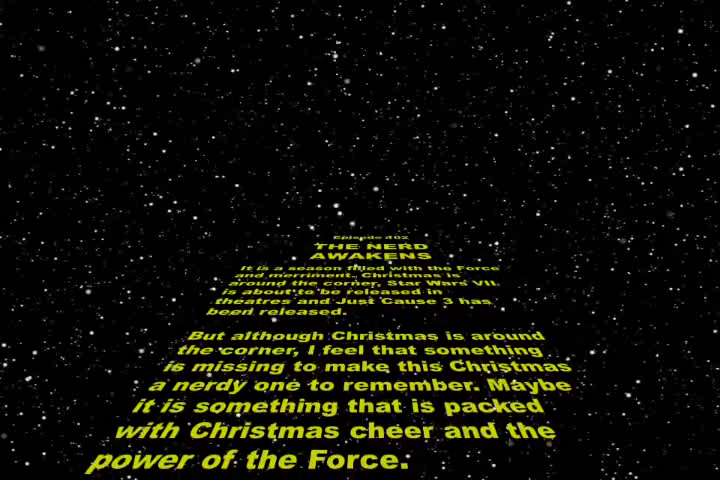 Episode 402
THE NERD
AWAKENS
It is a season filled with the Force
and merriment. Christmas is
around the corner, Star Wars VII
is about to be released in
theatres and Just Cause 3 has
been released.
But although Christmas is around
the corner, I feel that something
is missing to make this Christmas
a nerdy one to remember. Maybe
it is something that is packed
with Christmas cheer and the
power of the Force.